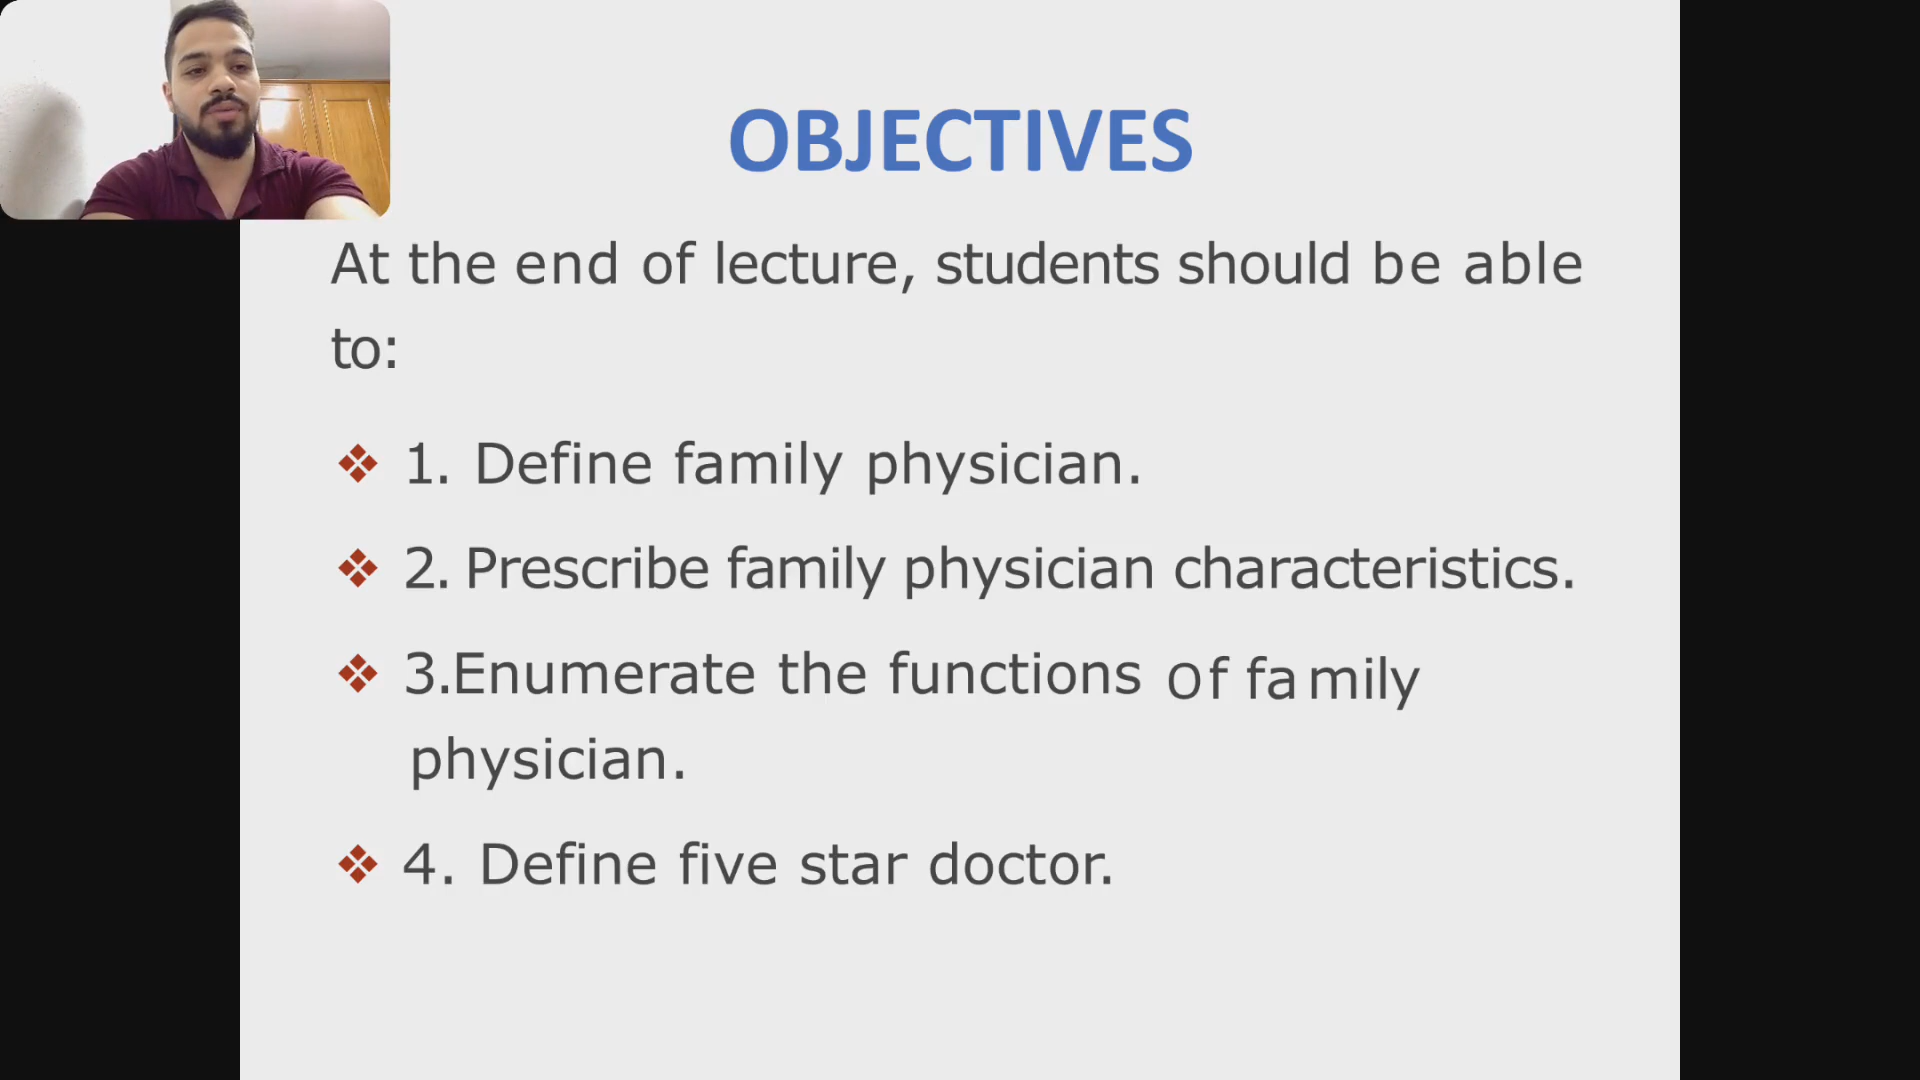 OBJECTIVES
At the end of lecture, students should be able
to:
❖ 1. Define family physician.
❖ 2. Prescribe family physician characteristics.
❖ 3.Enumerate the functions of family
physician.
❖ 4. Define five star doctor.